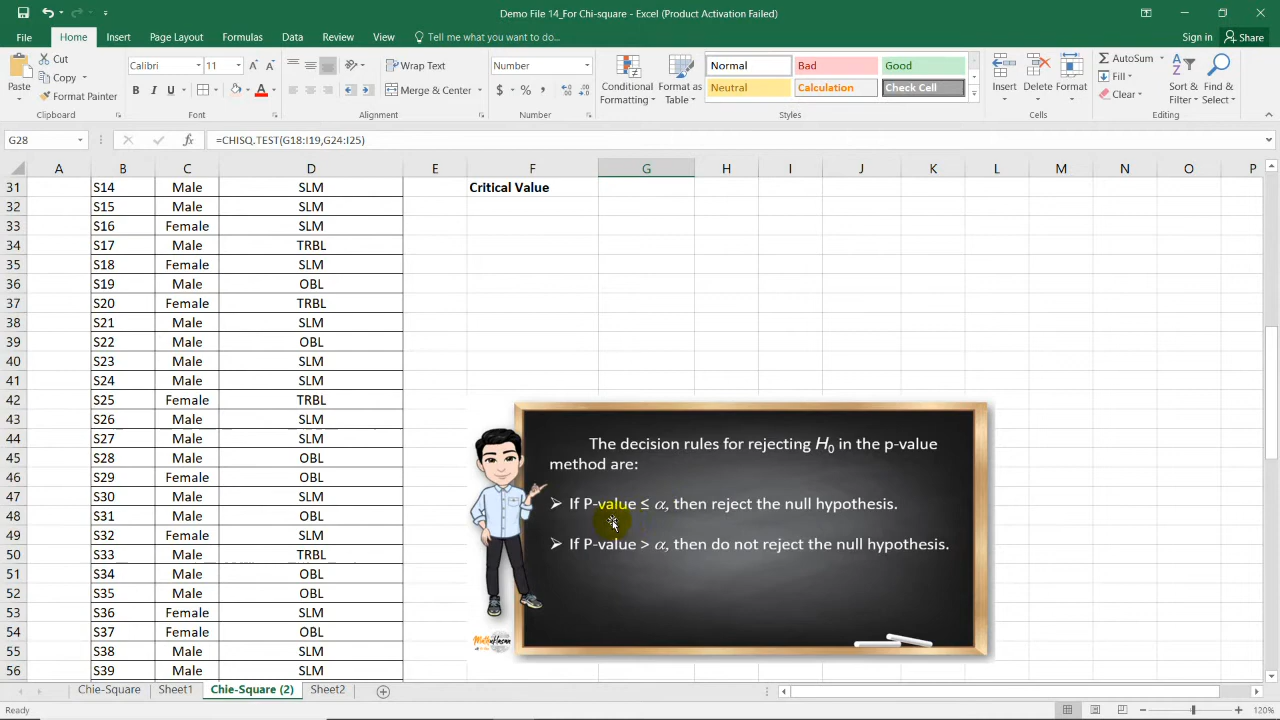 Demo File 14_For Chi-square - Excel (Product Activation Failed)
File Home Insert Page Layout Formulas Data Review View Tell me what you want to do... Sign in Share
Paste Cut Copy Format Painter Clipboard
Calibri 11 A A B I U A Font
Wrap Text Merge & Center Alignment
Number $ % , Number
Conditional Formatting Format as Table Normal Bad Good Neutral Calculation Check Cell Styles
Insert Delete Format Cells
AutoSum Fill Clear Sort & Filter Find & Select Editing
G28 fx =CHISQ.TEST(G18:I19,G24:I25)
A B C D E F G H I J K L M N O P
31 S14 Male SLM Critical Value
32 S15 Male SLM
33 S16 Female SLM
34 S17 Male TRBL
35 S18 Female SLM
36 S19 Male OBL
37 S20 Female TRBL
38 S21 Male SLM
39 S22 Male OBL
40 S23 Male SLM
41 S24 Male SLM
42 S25 Female TRBL
43 S26 Male SLM
44 S27 Male SLM
45 S28 Male OBL
46 S29 Female OBL
47 S30 Male SLM
48 S31 Male OBL
49 S32 Female SLM
50 S33 Male TRBL
51 S34 Male OBL
52 S35 Male OBL
53 S36 Female SLM
54 S37 Female OBL
55 S38 Male SLM
56 S39 Male SLM
The decision rules for rejecting H0 in the p-value
method are:
➢ If P-value ≤ α, then reject the null hypothesis.
➢ If P-value > α, then do not reject the null hypothesis.
Chie-Square Sheet1 Chie-Square (2) Sheet2
Ready 120%